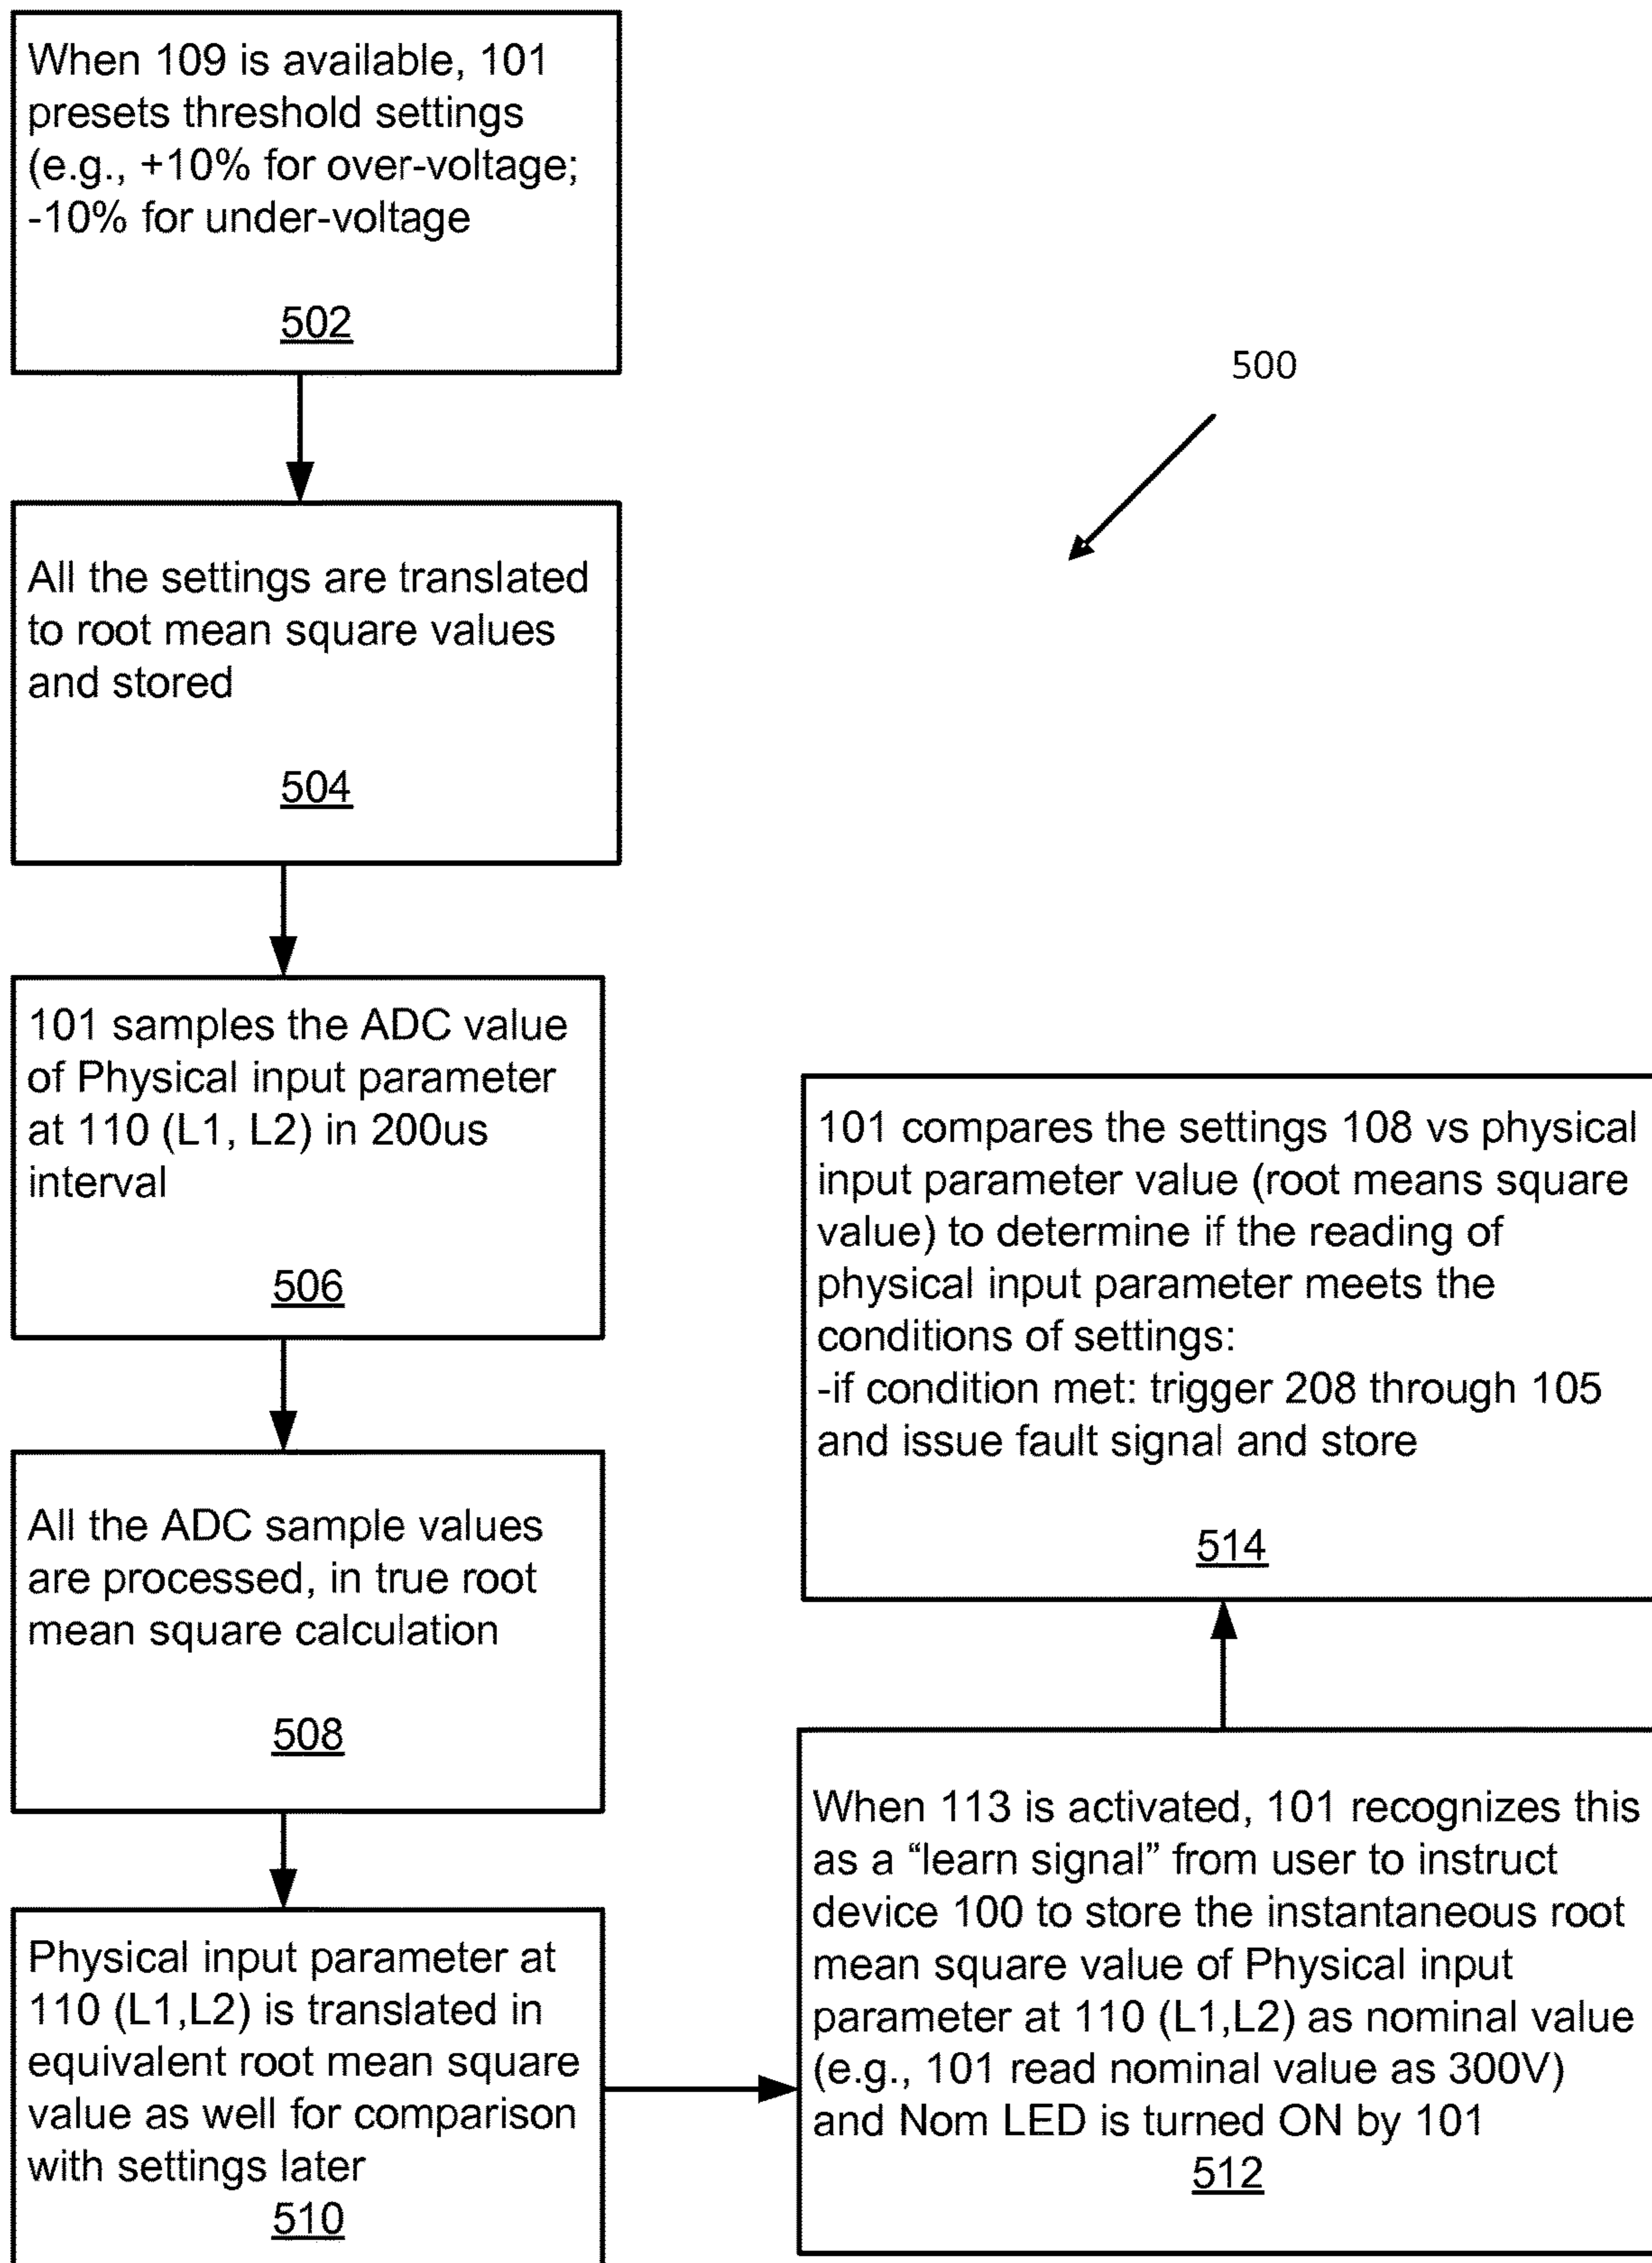 When 109 is available, 101
presets threshold settings
(e.g., +10% for over-voltage;
-10% for under-voltage
502
500
All the settings are translated
to root mean square values
and stored
504
101 samples the ADC value
of Physical input parameter
at 110 (L1, L2) in 200us
interval
506
All the ADC sample values
are processed, in true root
mean square calculation
508
Physical input parameter at
110 (L1,L2) is translated in
equivalent root mean square
value as well for comparison
with settings later
510
When 113 is activated, 101 recognizes this
as a “learn signal” from user to instruct
device 100 to store the instantaneous root
mean square value of Physical input
parameter at 110 (L1,L2) as nominal value
(e.g., 101 read nominal value as 300V)
and Nom LED is turned ON by 101
512
101 compares the settings 108 vs physical
input parameter value (root means square
value) to determine if the reading of
physical input parameter meets the
conditions of settings:
-if condition met: trigger 208 through 105
and issue fault signal and store
514